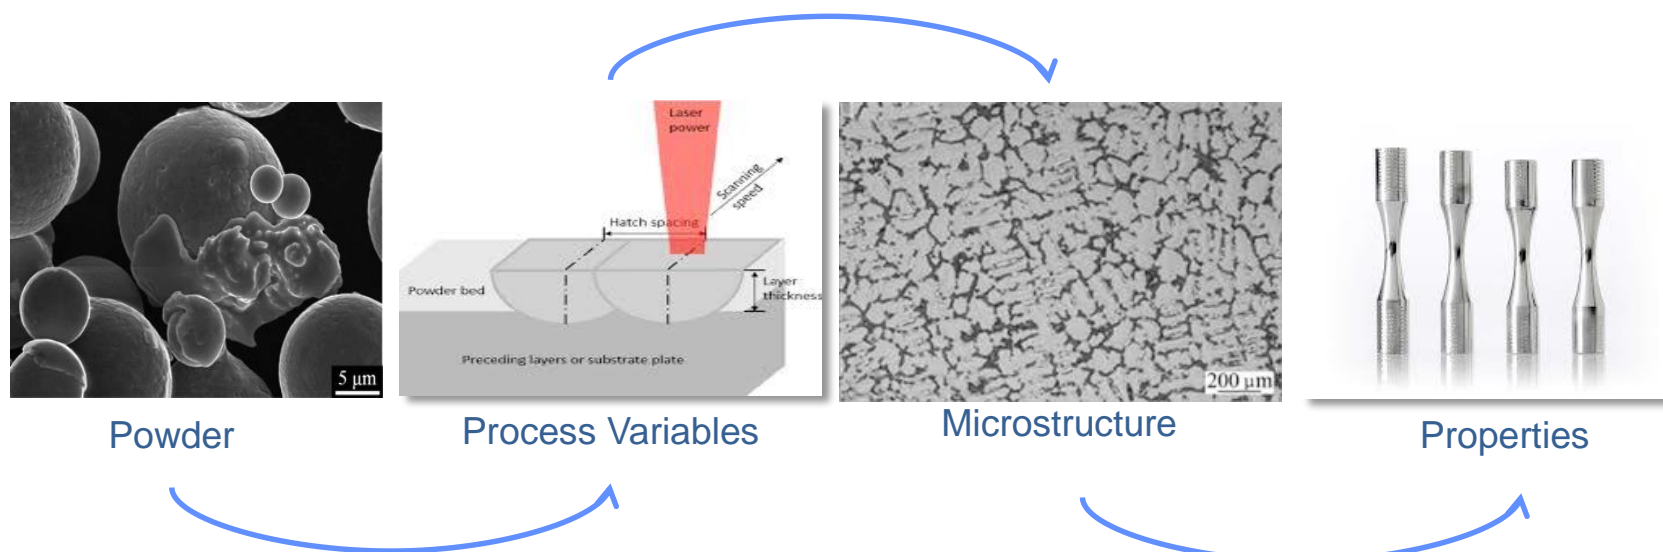 Laser
power
Scanning
speed
Hatch spacing
Powder bed
Layer
thickness
Preceding layers or substrate plate
5 μm
200 μm
Powder
Process Variables
Microstructure
Properties